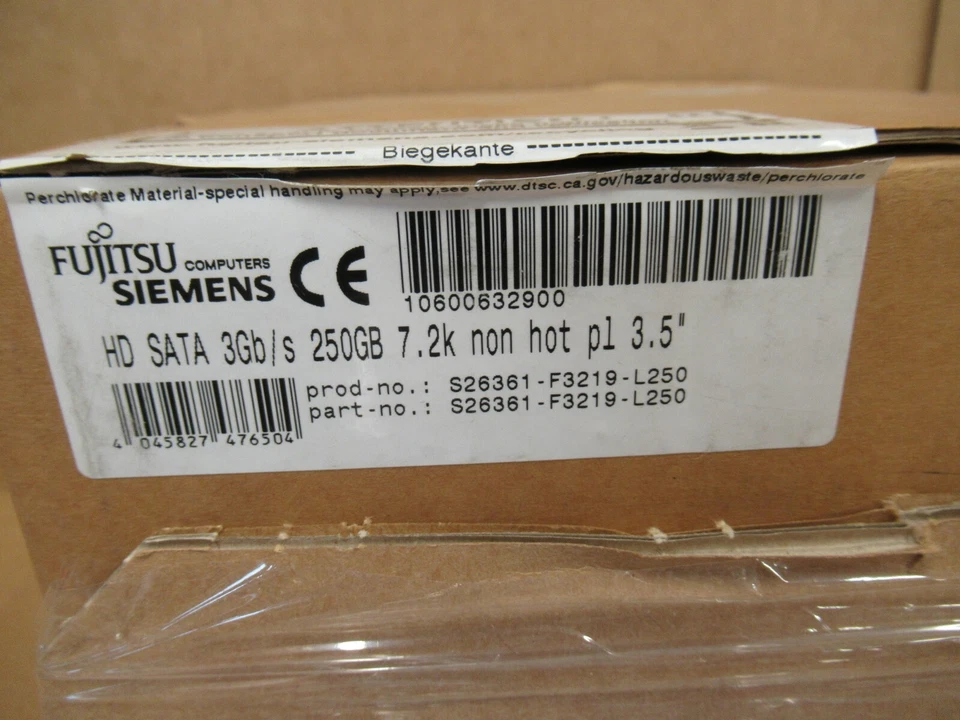 Biegekante
Perchlorate Material-special handling may apply,see www.dtsc.ca.gov/hazardouswaste/perchlorate
FUJITSU COMPUTERS
SIEMENS CE
10600632900
HD SATA 3Gb/s 250GB 7.2k non hot pl 3.5"
prod-no.: S26361-F3219-L250
part-no.: S26361-F3219-L250
4 045827 476504